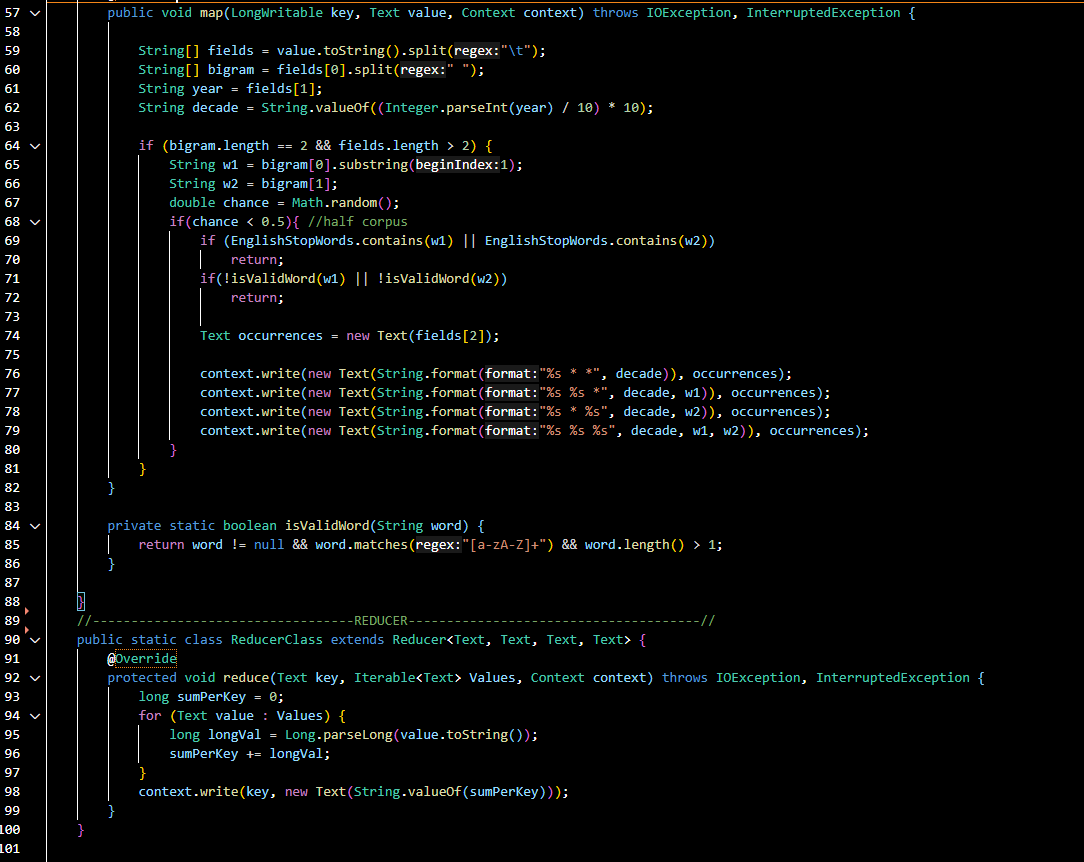 57 public void map(LongWritable key, Text value, Context context) throws IOException, InterruptedException {
58
59 String[] fields = value.toString().split(regex:"\t");
60 String[] bigram = fields[0].split(regex:" ");
61 String year = fields[1];
62 String decade = String.valueOf((Integer.parseInt(year) / 10) * 10);
63
64 if (bigram.length == 2 && fields.length > 2) {
65 String w1 = bigram[0].substring(beginIndex:1);
66 String w2 = bigram[1];
67 double chance = Math.random();
68 if(chance < 0.5){ //half corpus
69 if (EnglishStopWords.contains(w1) || EnglishStopWords.contains(w2))
70 return;
71 if(!isValidWord(w1) || !isValidWord(w2))
72 return;
73
74 Text occurrences = new Text(fields[2]);
75
76 context.write(new Text(String.format(format:"%s * *", decade)), occurrences);
77 context.write(new Text(String.format(format:"%s %s *", decade, w1)), occurrences);
78 context.write(new Text(String.format(format:"%s * %s", decade, w2)), occurrences);
79 context.write(new Text(String.format(format:"%s %s %s", decade, w1, w2)), occurrences);
80 }
81 }
82 }
83
84 private static boolean isValidWord(String word) {
85 return word != null && word.matches(regex:"[a-zA-Z]+") && word.length() > 1;
86 }
87
88 }
89 //----------------------------------REDUCER--------------------------------------//
90 public static class ReducerClass extends Reducer<Text, Text, Text, Text> {
91 @Override
92 protected void reduce(Text key, Iterable<Text> Values, Context context) throws IOException, InterruptedException {
93 long sumPerKey = 0;
94 for (Text value : Values) {
95 long longVal = Long.parseLong(value.toString());
96 sumPerKey += longVal;
97 }
98 context.write(key, new Text(String.valueOf(sumPerKey)));
99 }
100 }
101